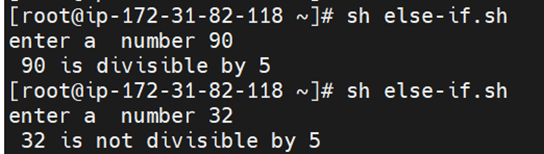 [root@ip-172-31-82-118 ~]# sh else-if.sh
enter a  number 90
 90 is divisible by 5
[root@ip-172-31-82-118 ~]# sh else-if.sh
enter a  number 32
 32 is not divisible by 5